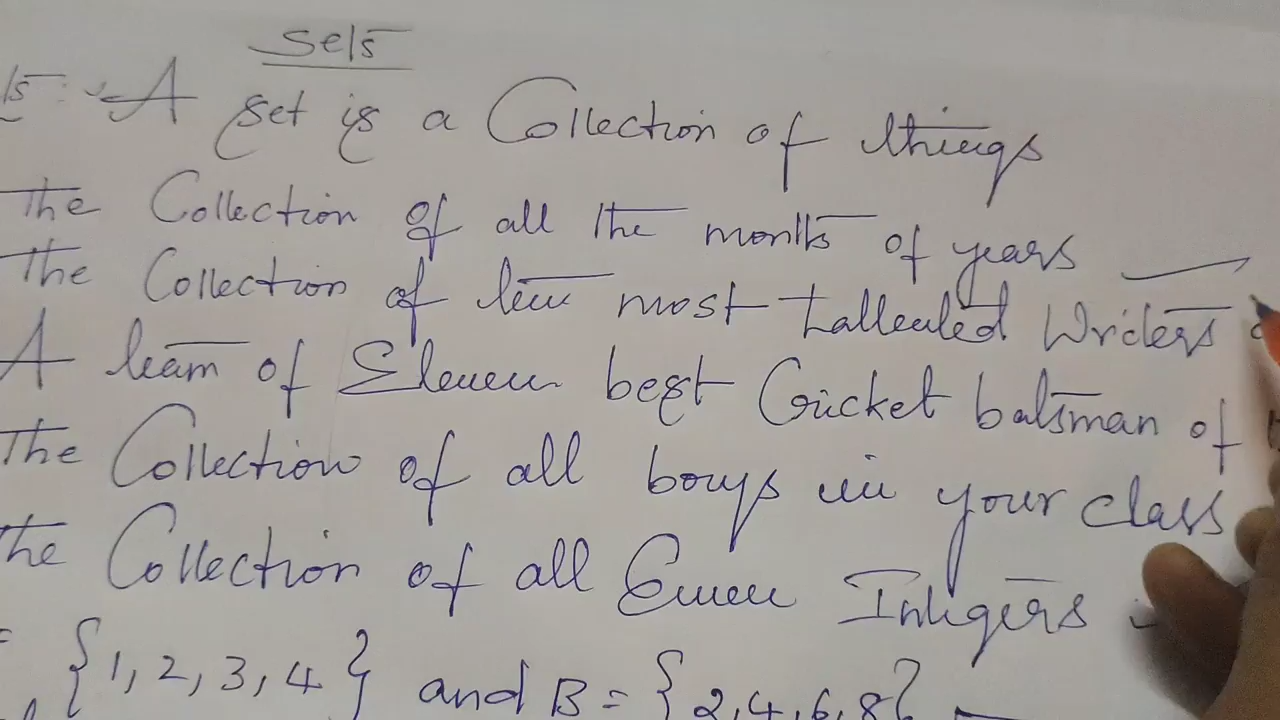 Sets
A set is a Collection of things
The Collection of all the months of years
The Collection of ten most tallented Writers
A team of Eleven best Cricket batsman of
The Collection of all boys in your class
The Collection of all Even Integers
= {1, 2, 3, 4} and B = {2, 4, 6, 8}